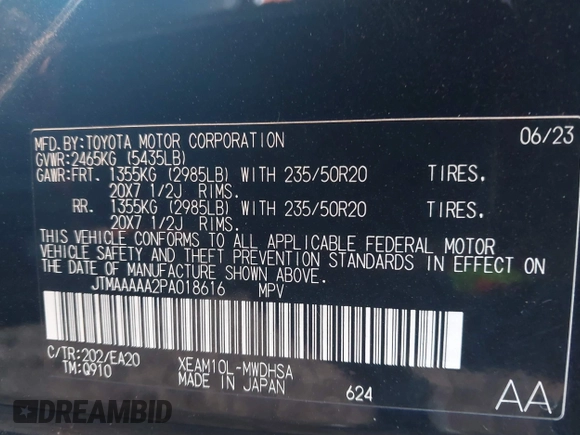 MFD.BY:TOYOTA MOTOR CORPORATION 06/23
GVWR:2465KG (5435LB)
GAWR:FRT. 1355KG (2985LB) WITH 235/50R20 TIRES,
20X7 1/2J RIMS.
RR. 1355KG (2985LB) WITH 235/50R20 TIRES,
20X7 1/2J RIMS.
THIS VEHICLE CONFORMS TO ALL APPLICABLE FEDERAL MOTOR
VEHICLE SAFETY AND THEFT PREVENTION STANDARDS IN EFFECT ON
THE DATE OF MANUFACTURE SHOWN ABOVE.
JTMAAAAA2PA018616 MPV
C/TR:202/EA20 XEAM10L-MWDHSA
TM:Q910 MADE IN JAPAN 624 AA
DREAMBID